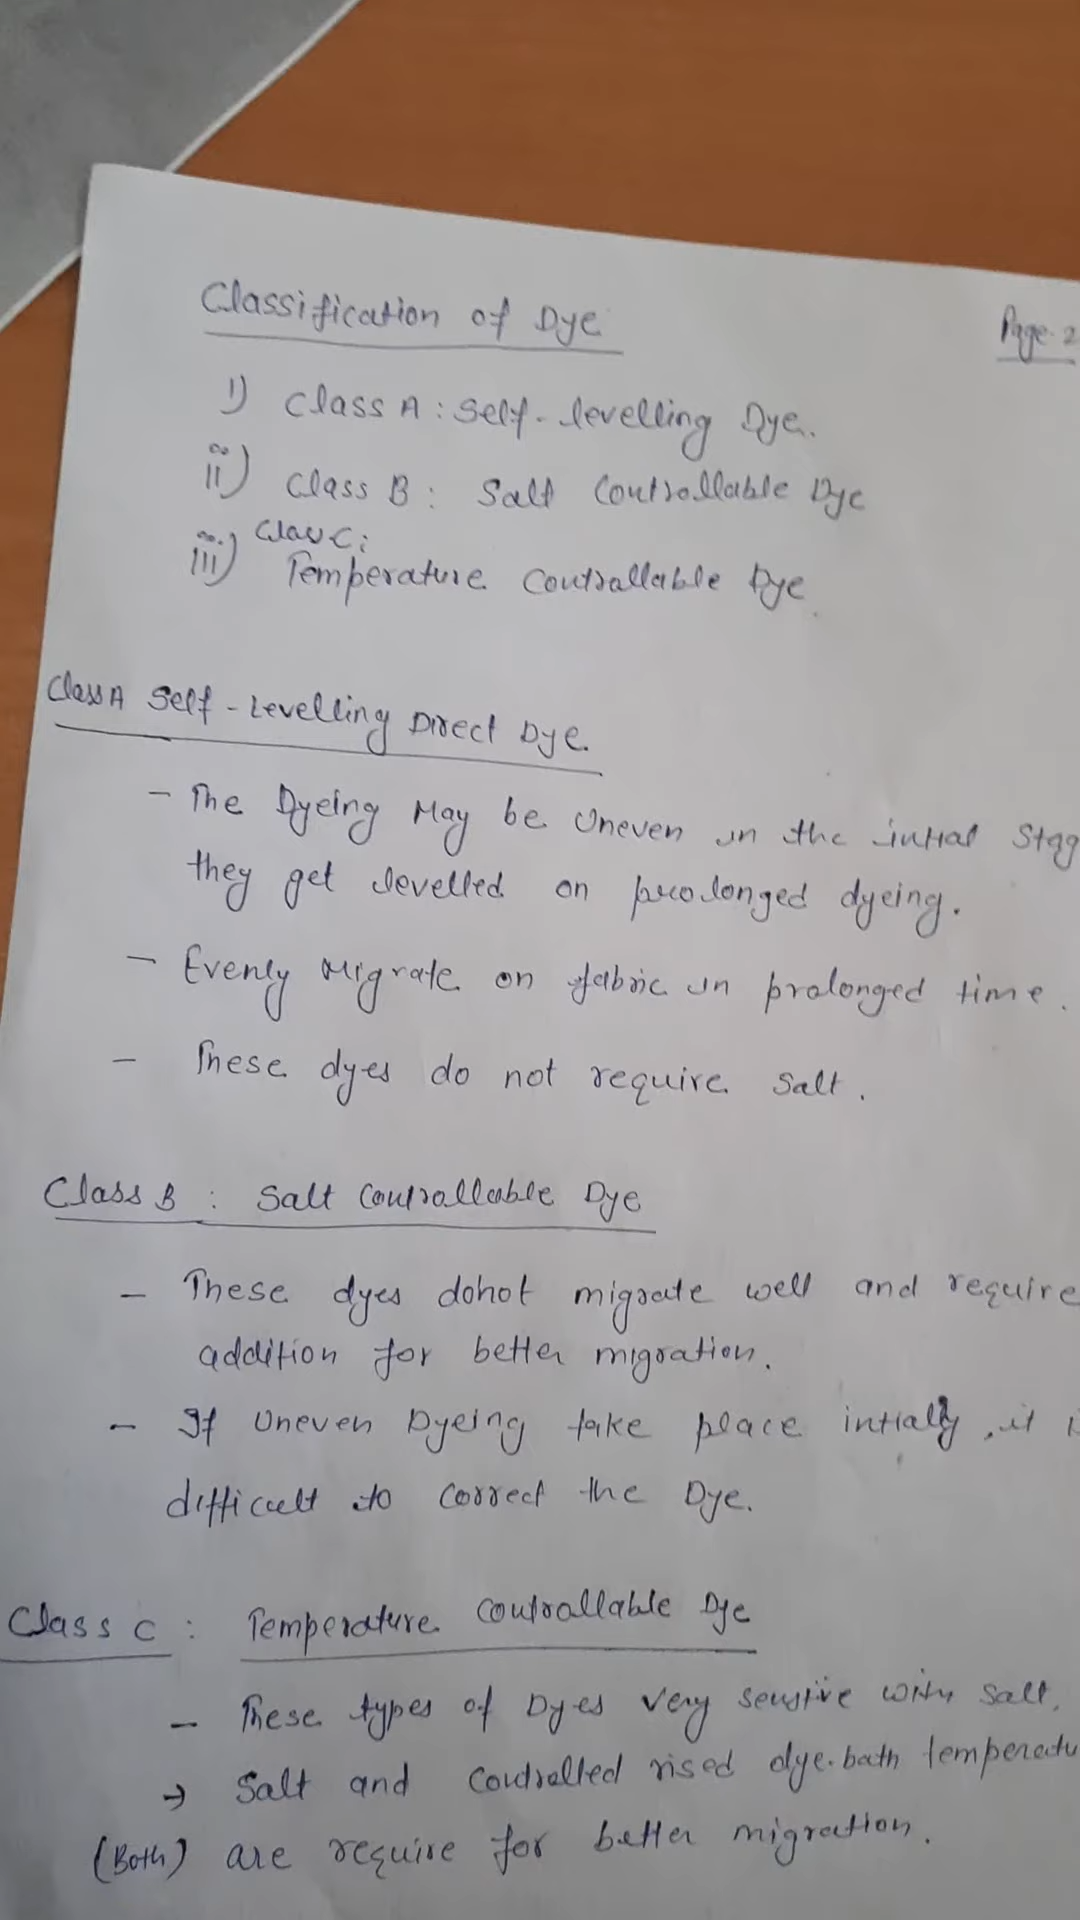 Classification of Dye
Page-2
i) Class A : Self-levelling Dye.
ii) Class B : Salt Controllable Dye
iii) Class C :
Temperature Controllable Dye.
Class A Self-Levelling Direct Dye.
- The Dyeing May be Uneven in the initial Stag
they get levelled on prolonged dyeing.
- Evenly Migrate on fabric in prolonged time.
- These dyes do not require Salt.
Class B : Salt Controllable Dye
- These dyes donot migrate well and require
addition for better migration.
- If Uneven Dyeing take place intially, it i
difficult to Correct the Dye.
Class C : Temperature Controllable Dye
- These types of Dyes Very senstive with Salt.
→ Salt and Controlled rised dye-bath temperatu
(Both) are require for better migration.